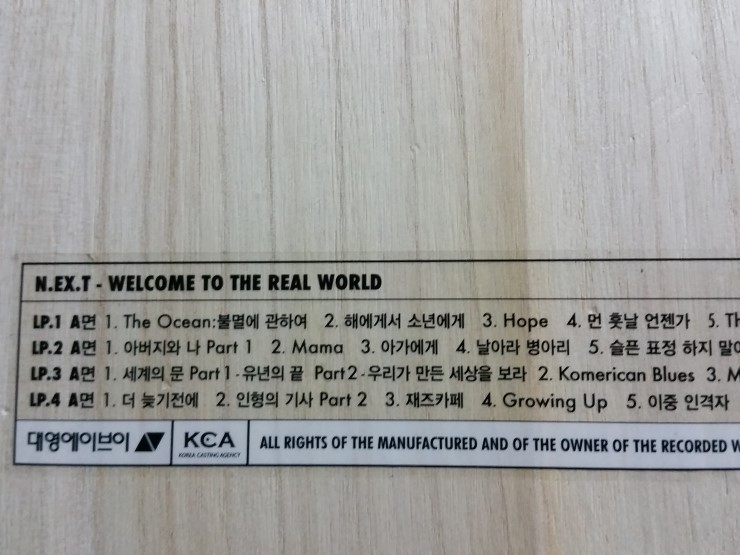 N.EX.T - WELCOME TO THE REAL WORLD
LP.1 A면 1. The Ocean:불멸에 관하여 2. 해에게서 소년에게 3. Hope 4. 먼 훗날 언젠가 5.
LP.2 A면 1. 아버지와 나 Part 1 2. Mama 3. 아가에게 4. 날아라 병아리 5. 슬픈 표정 하지
LP.3 A면 1. 세계의 문 Part 1 - 유년의 끝 Part 2 - 우리가 만든 세상을 보라 2. Komerican Blues 3.
LP.4 A면 1. 더 늦기전에 2. 인형의 기사 Part 2 3. 재즈카페 4. Growing Up 5. 이중 인격자
대영에이브이 AV KCA ALL RIGHTS OF THE MANUFACTURED AND OF THE OWNER OF THE RECORDED
KOREA CASTING AGENCY